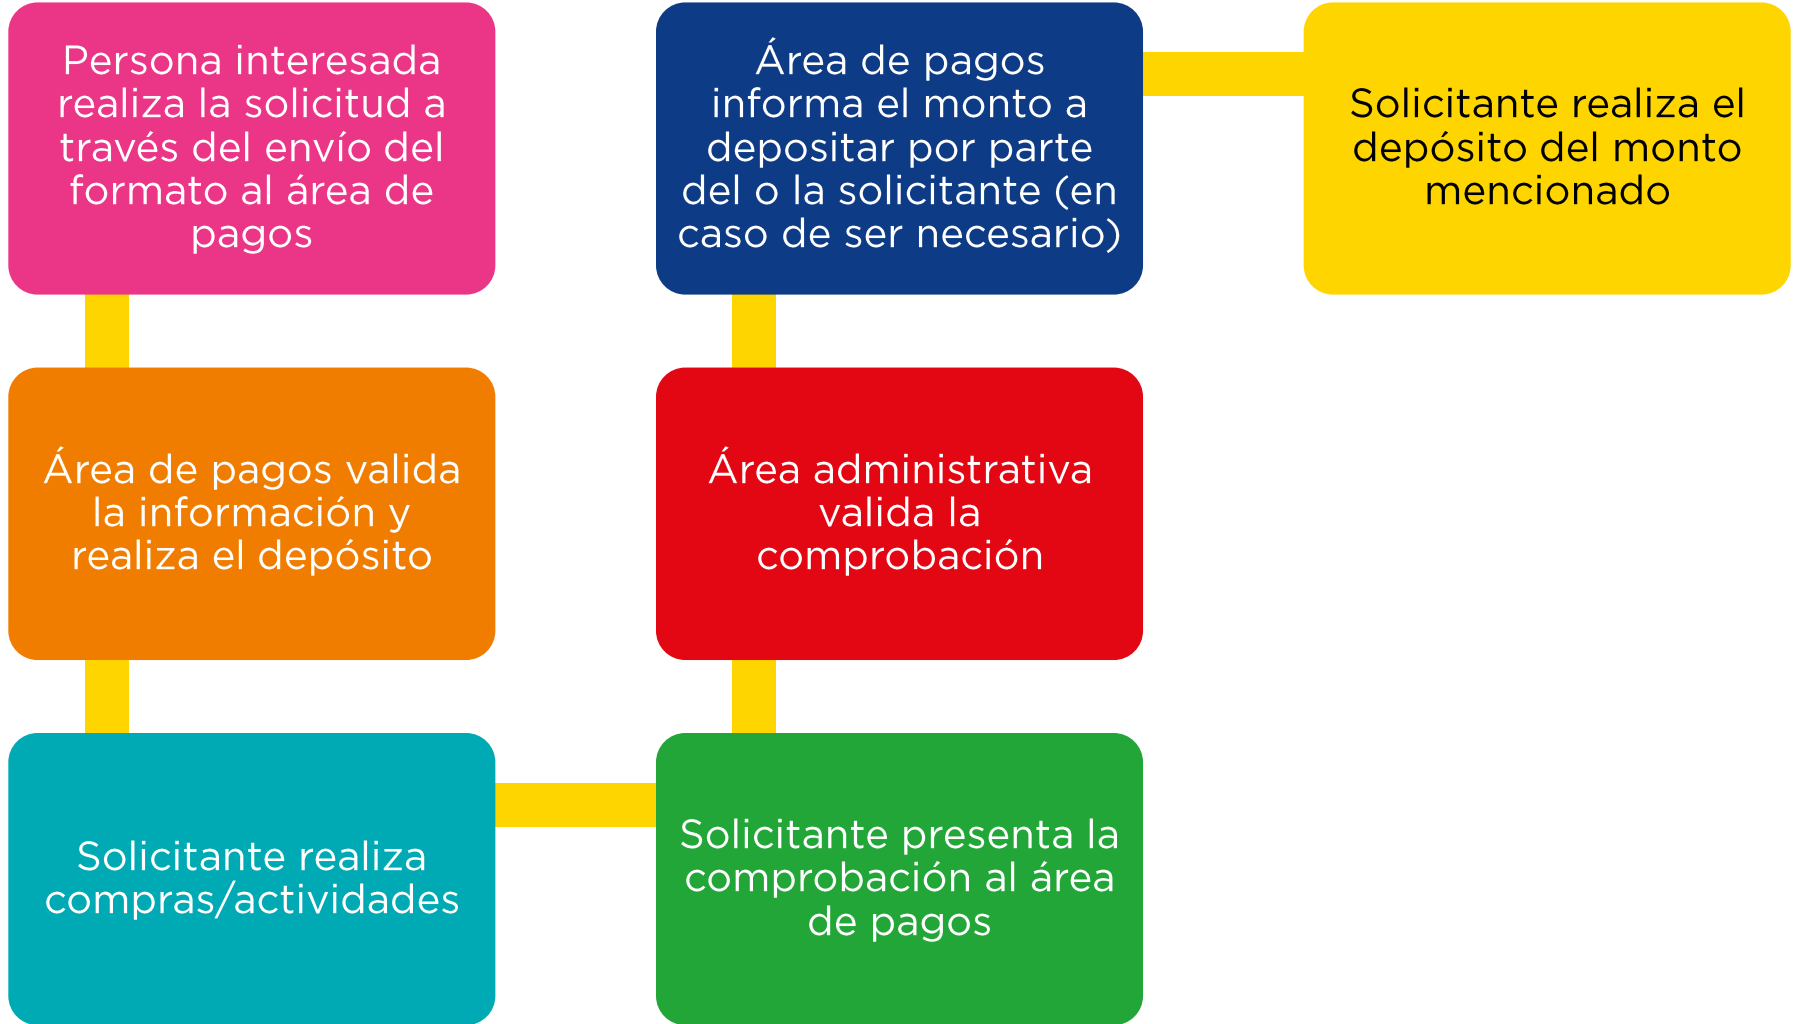 Persona interesada
realiza la solicitud a
través del envío del
formato al área de
pagos
Área de pagos valida
la información y
realiza el depósito
Solicitante realiza
compras/actividades
Solicitante presenta la
comprobación al área
de pagos
Área administrativa
valida la
comprobación
Área de pagos
informa el monto a
depositar por parte
del o la solicitante (en
caso de ser necesario)
Solicitante realiza el
depósito del monto
mencionado